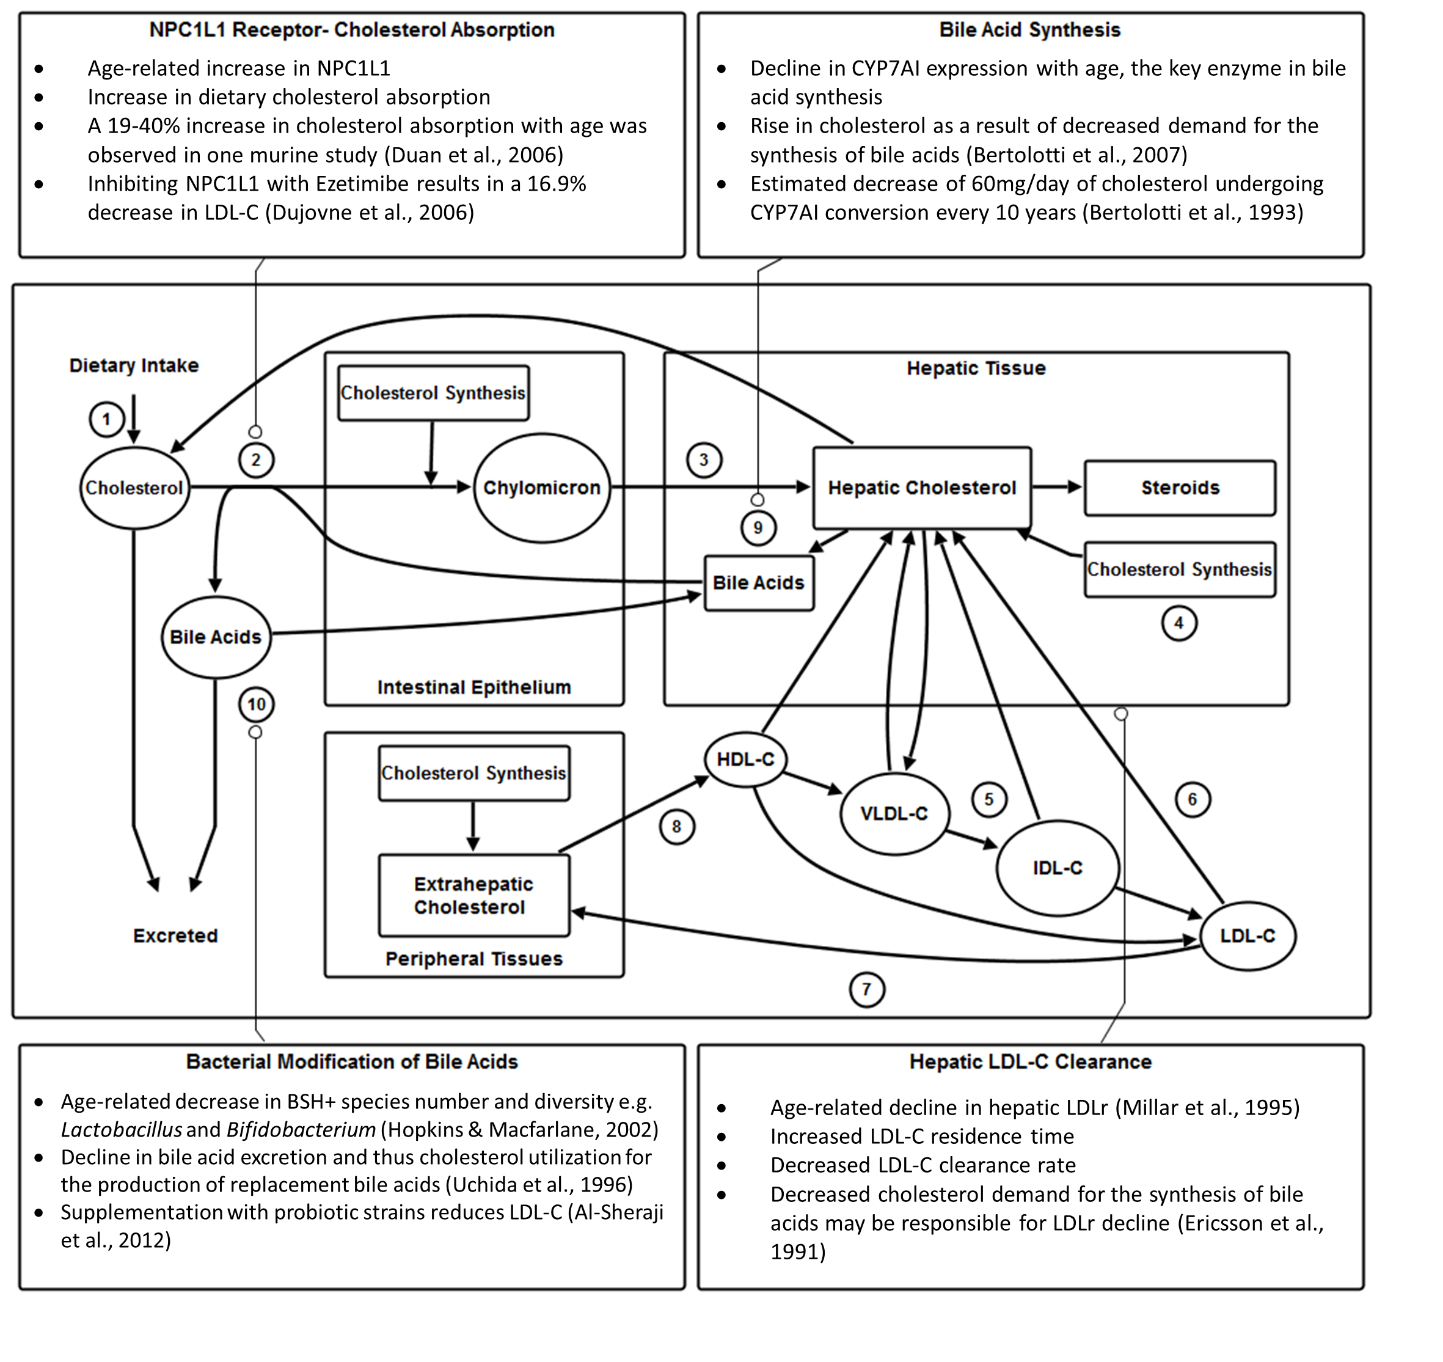 NPC1L1 Receptor- Cholesterol Absorption
• Age-related increase in NPC1L1
• Increase in dietary cholesterol absorption
• A 19-40% increase in cholesterol absorption with age was
observed in one murine study (Duan et al., 2006)
• Inhibiting NPC1L1 with Ezetimibe results in a 16.9%
decrease in LDL-C (Dujovne et al., 2006)
Bile Acid Synthesis
• Decline in CYP7AI expression with age, the key enzyme in bile
acid synthesis
• Rise in cholesterol as a result of decreased demand for the
synthesis of bile acids (Bertolotti et al., 2007)
• Estimated decrease of 60mg/day of cholesterol undergoing
CYP7AI conversion every 10 years (Bertolotti et al., 1993)
Dietary Intake
1
Cholesterol
2
Cholesterol Synthesis
Chylomicron
3
Hepatic Tissue
Hepatic Cholesterol
Steroids
9
Bile Acids
Cholesterol Synthesis
4
Bile Acids
Intestinal Epithelium
10
Cholesterol Synthesis
Extrahepatic
Cholesterol
Peripheral Tissues
8
HDL-C
VLDL-C
5
IDL-C
6
LDL-C
7
Excreted
Bacterial Modification of Bile Acids
• Age-related decrease in BSH+ species number and diversity e.g.
Lactobacillus and Bifidobacterium (Hopkins & Macfarlane, 2002)
• Decline in bile acid excretion and thus cholesterol utilization for
the production of replacement bile acids (Uchida et al., 1996)
• Supplementation with probiotic strains reduces LDL-C (Al-Sheraji
et al., 2012)
Hepatic LDL-C Clearance
• Age-related decline in hepatic LDLr (Millar et al., 1995)
• Increased LDL-C residence time
• Decreased LDL-C clearance rate
• Decreased cholesterol demand for the synthesis of bile
acids may be responsible for LDLr decline (Ericsson et al.,
1991)